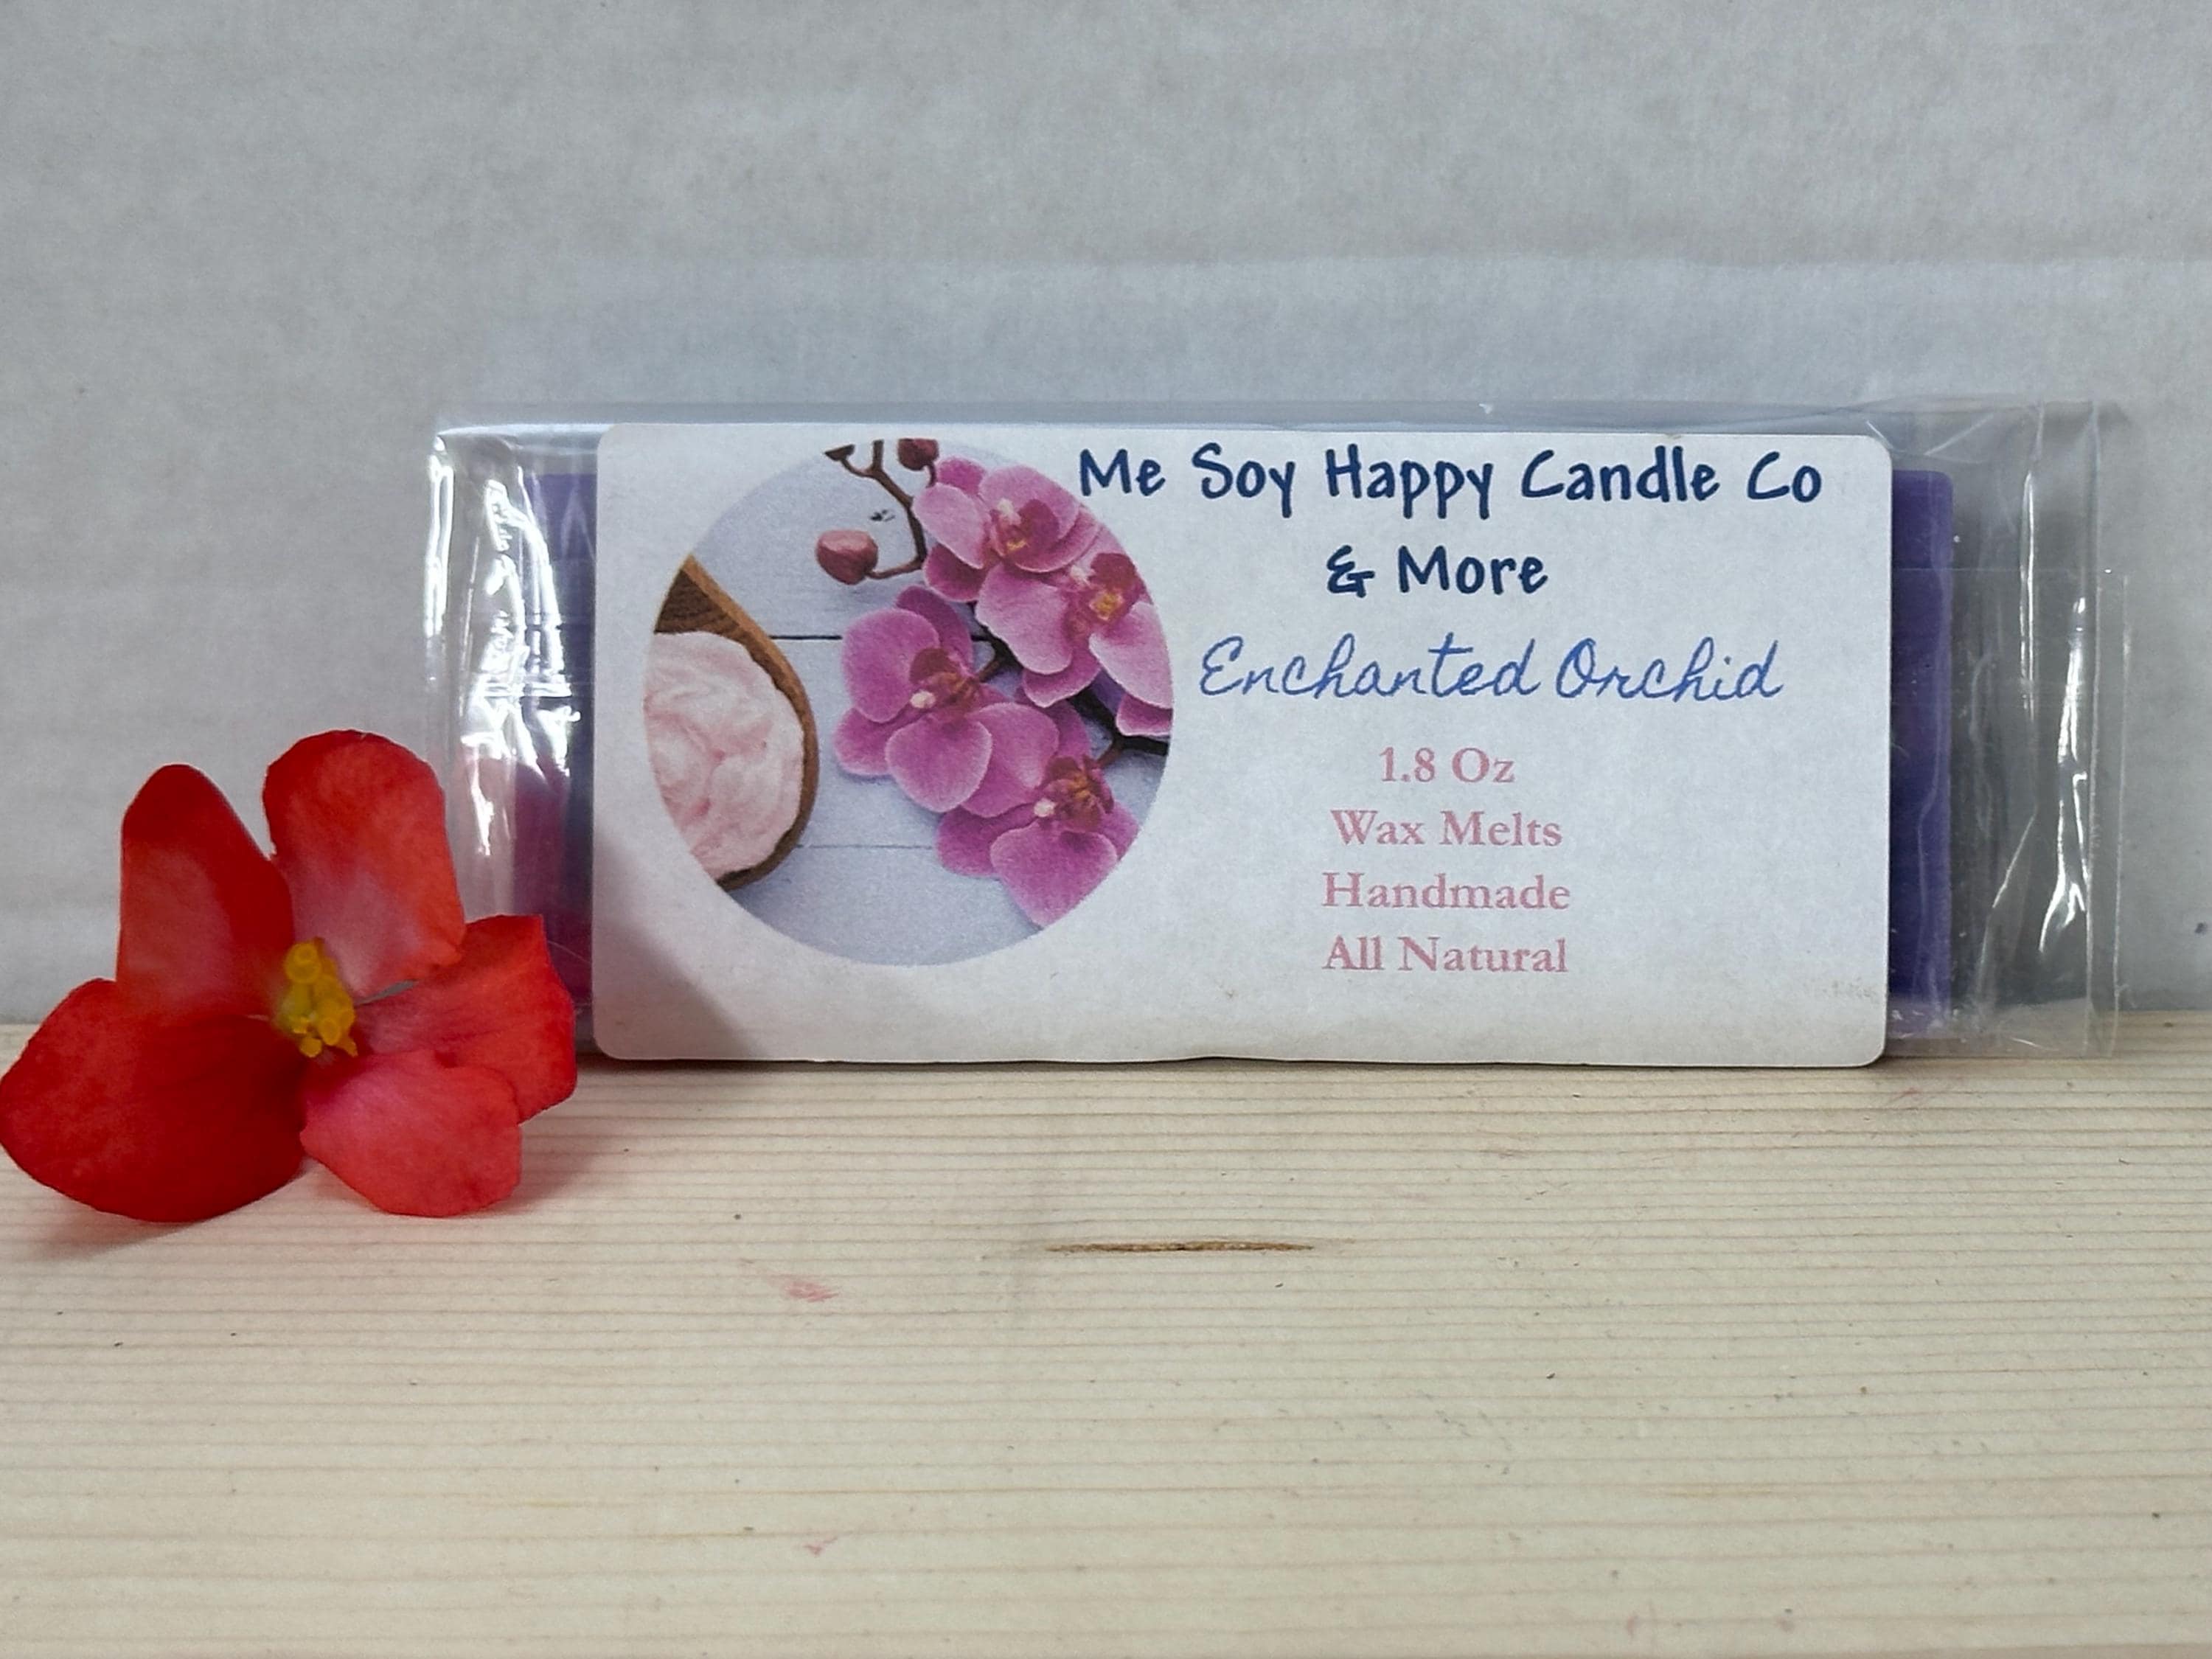 Me Soy Happy Candle Co
& More
Enchanted Orchid
1.8 Oz
Wax Melts
Handmade
All Natural